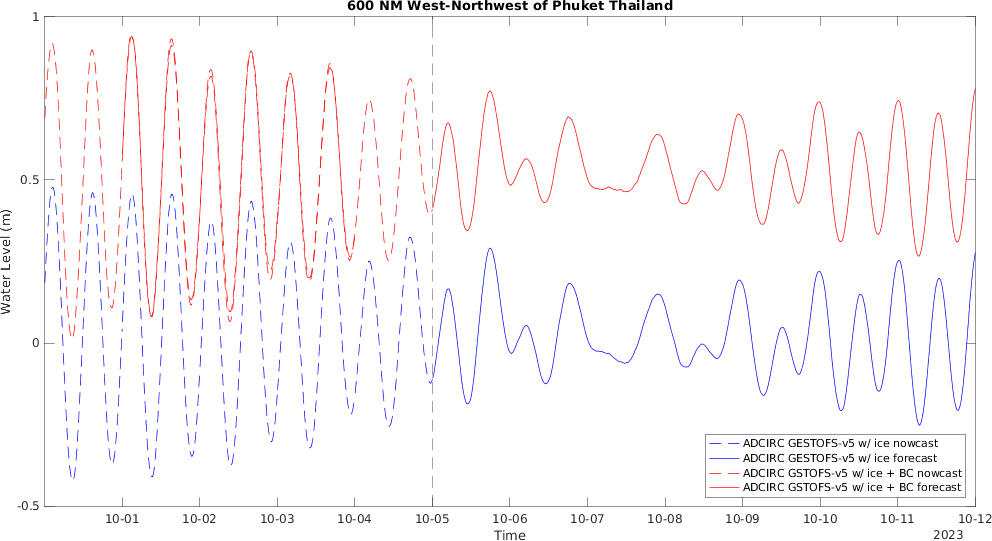 600 NM West-Northwest of Phuket Thailand
1
0.5
0
-0.5
Water Level (m)
ADCIRC GESTOFS-v5 w/ ice nowcast
ADCIRC GESTOFS-v5 w/ ice forecast
ADCIRC GSTOFS-v5 w/ ice + BC nowcast
ADCIRC GSTOFS-v5 w/ ice + BC forecast
10-01 10-02 10-03 10-04 10-05 10-06 10-07 10-08 10-09 10-10 10-11 10-12
Time
2023